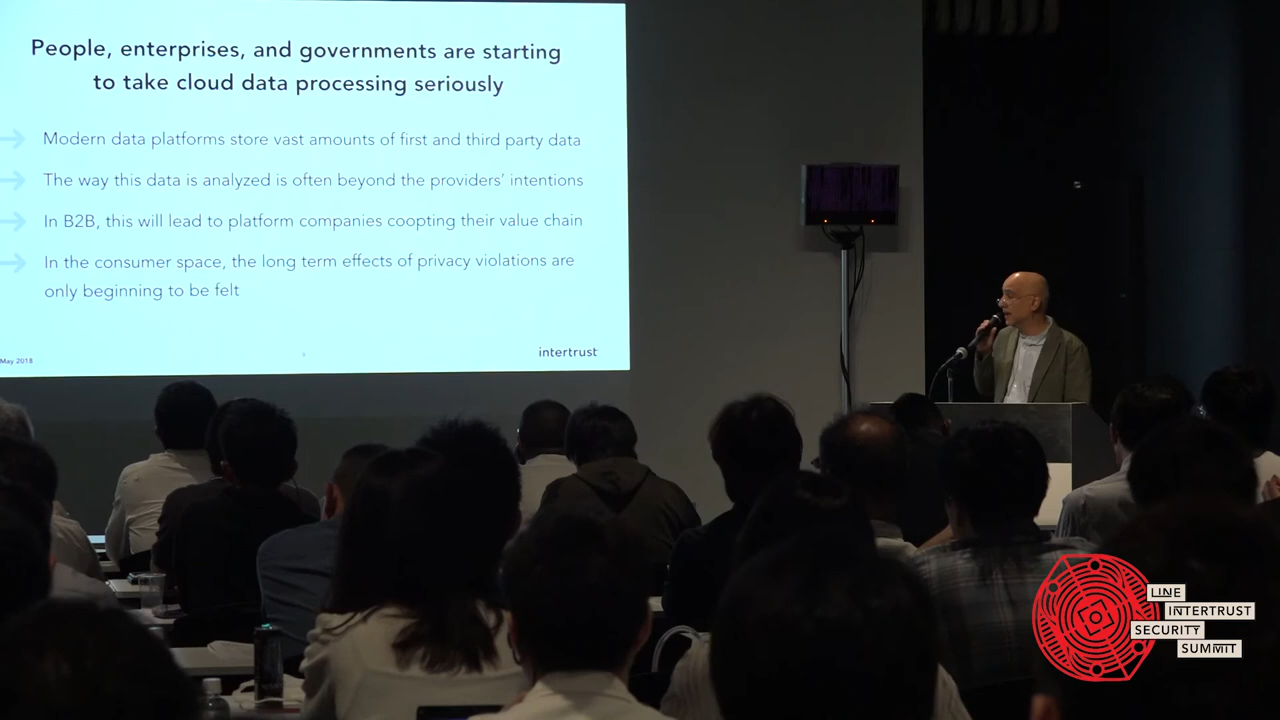 People, enterprises, and governments are starting
to take cloud data processing seriously
Modern data platforms store vast amounts of first and third party data
The way this data is analyzed is often beyond the providers' intentions
In B2B, this will lead to platform companies coopting their value chain
In the consumer space, the long term effects of privacy violations are
only beginning to be felt
May 2018
intertrust
LINE
INTERTRUST
SECURITY
SUMMIT